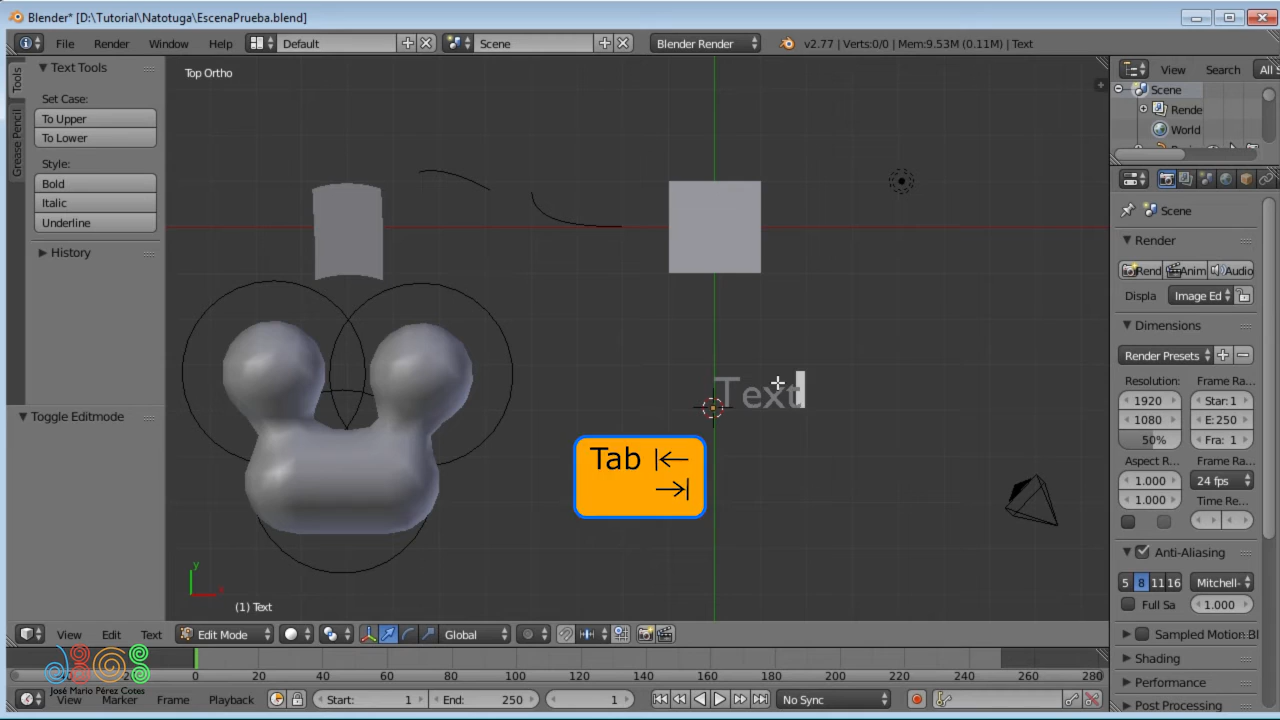 Blender* [D:\Tutorial\Natotuga\EscenaPrueba.blend]
File Render Window Help Default Scene Blender Render v2.77 | Verts:0/0 | Mem:9.53M (0.11M) | Text
Tools
Grease Pencil
Text Tools
Set Case:
To Upper
To Lower
Style:
Bold
Italic
Underline
History
Toggle Editmode
Top Ortho
Text
Tab
y
x
(1) Text
View Search All S
Scene
Rende
World
Scene
Render
Rend Anim Audio
Displa Image Ed
Dimensions
Render Presets
Resolution: Frame Ra...
1920 Star: 1
1080 E: 250
50% Fra: 1
Aspect R... Frame Ra...
1.000 24 fps
1.000 Time Re...
Anti-Aliasing
5 8 11 16 Mitchell-
Full Sa 1.000
Sampled Motion Bl
Shading
Performance
Post Processing
View Edit Text Edit Mode Global
0 20 40 60 80 100 120 140 160 180 200 220 240 260 280
José Mario Pérez Cotes
View Marker Frame Playback Start: 1 End: 250 1 No Sync